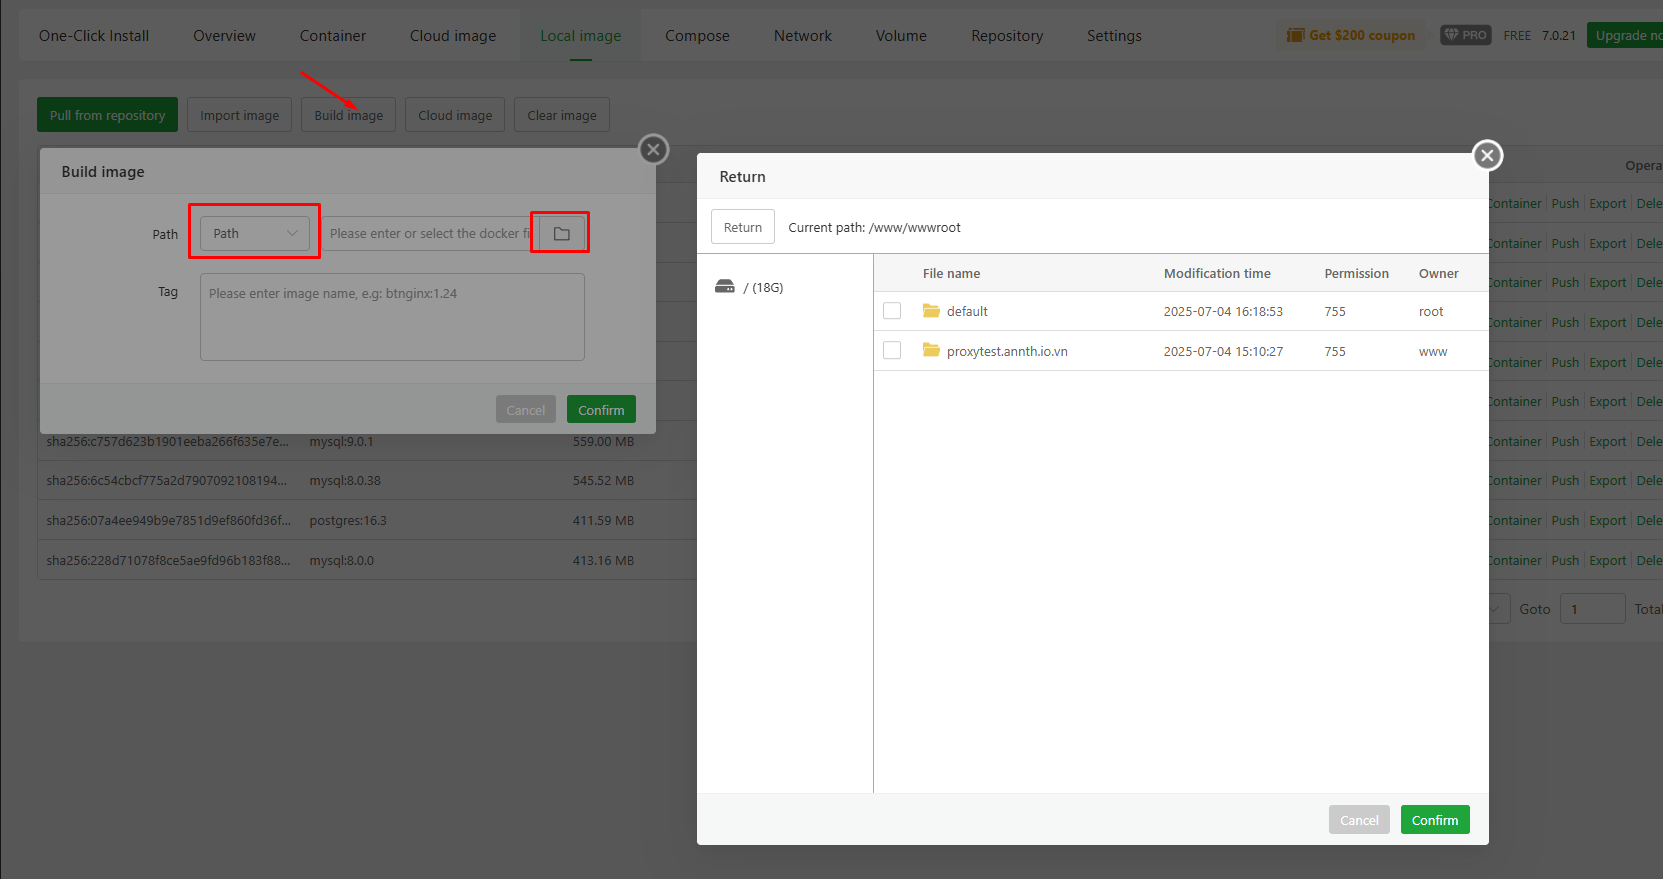 One-Click Install Overview Container Cloud image Local image Compose Network Volume Repository Settings Get $200 coupon PRO FREE 7.0.21 Upgrade no
Pull from repository Import image Build image Cloud image Clear image
Build image
Path Path Please enter or select the docker fi
Tag Please enter image name, e.g: btnginx:1.24
Cancel Confirm
Return
Return Current path: /www/wwwroot
/ (18G)
File name Modification time Permission Owner
default 2025-07-04 16:18:53 755 root
proxytest.annth.io.vn 2025-07-04 15:10:27 755 www
Cancel Confirm
Opera
Container Push Export Dele
Container Push Export Dele
Container Push Export Dele
Container Push Export Dele
Container Push Export Dele
Container Push Export Dele
sha256:c757d623b1901eeba266f635e7e... mysql:9.0.1 559.00 MB Container Push Export Dele
sha256:6c54cbcf775a2d7907092108194... mysql:8.0.38 545.52 MB Container Push Export Dele
sha256:07a4ee949b9e7851d9ef860fd36f... postgres:16.3 411.59 MB Container Push Export Dele
sha256:228d71078f8ce5ae9fd96b183f88... mysql:8.0.0 413.16 MB Container Push Export Dele
Goto 1 Total